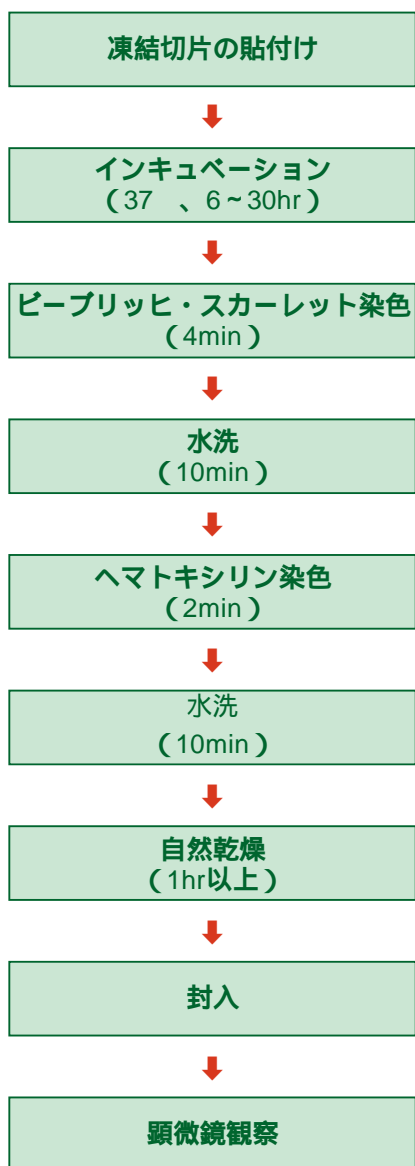 凍結切片の貼付け
インキュベーション
（37　、6～30hr）
ビーブリッヒ・スカーレット染色
（4min）
水洗
（10min）
ヘマトキシリン染色
（2min）
水洗
（10min）
自然乾燥
（1hr以上）
封入
顕微鏡観察